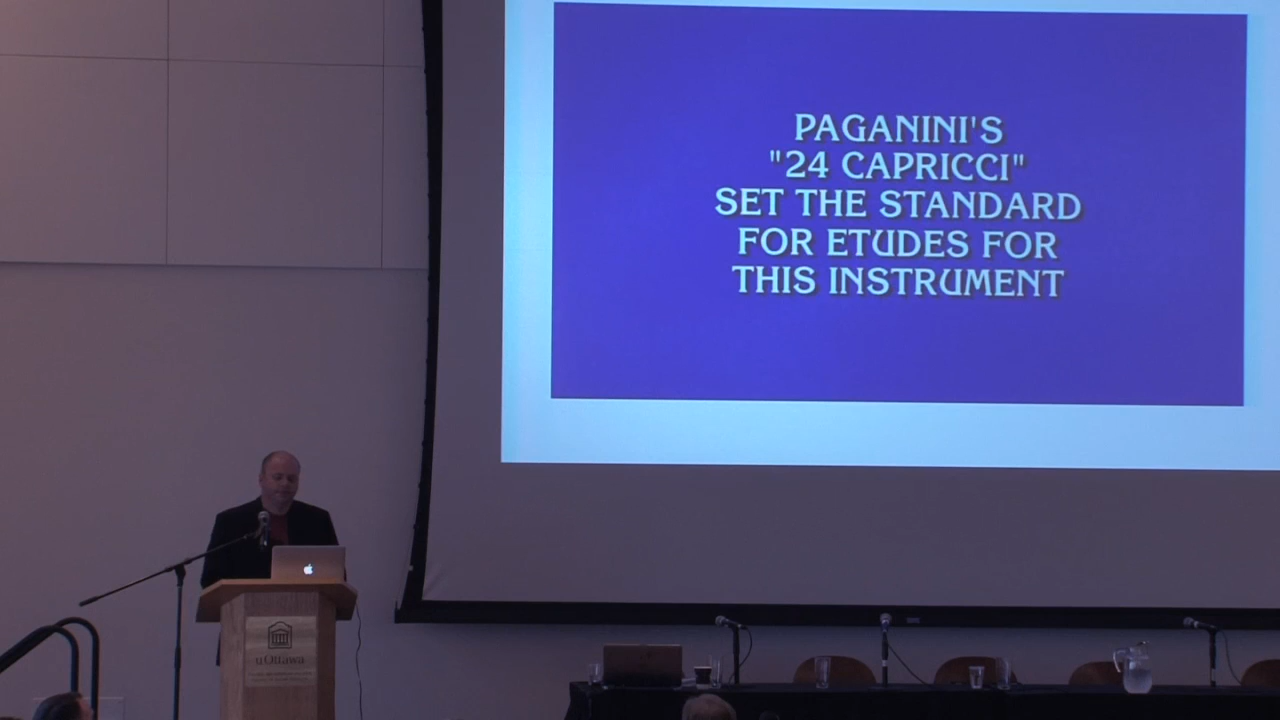 PAGANINI'S
"24 CAPRICCI"
SET THE STANDARD
FOR ETUDES FOR
THIS INSTRUMENT
uOttawa